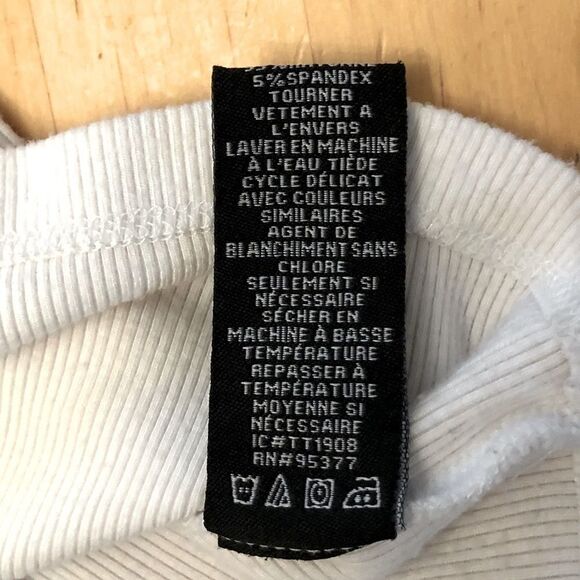 5% SPANDEX
TOURNER
VETEMENT A
L'ENVERS
LAVER EN MACHINE
À L'EAU TIÈDE
CYCLE DÉLICAT
AVEC COULEURS
SIMILAIRES
AGENT DE
BLANCHIMENT SANS
CHLORE
SEULEMENT SI
NÉCESSAIRE
SÉCHER EN
MACHINE À BASSE
TEMPÉRATURE
REPASSER À
TEMPÉRATURE
MOYENNE SI
NÉCESSAIRE
IC#TT1908
RN#95377